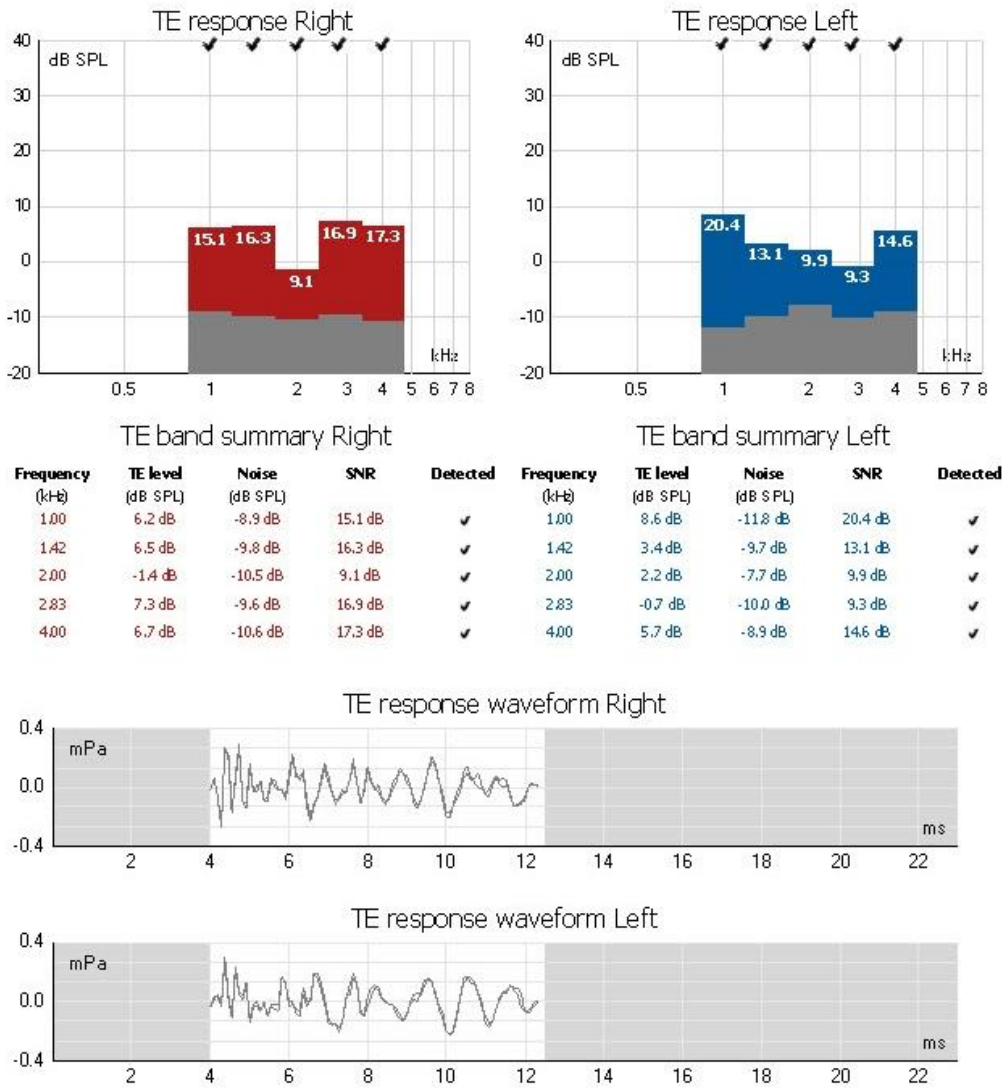 TE response Right
TE response Left
40
dB SPL
30
20
10
0
-10
-20
15.1 16.3 9.1 16.9 17.3
kHz
0.5 1 2 3 4 5 6 7 8
40
dB SPL
30
20
10
0
-10
-20
20.4 13.1 9.9 9.3 14.6
kHz
0.5 1 2 3 4 5 6 7 8
TE band summary Right
Frequency TE level Noise SNR Detected
(kHz) (dB SPL) (dB SPL)
1.00 6.2 dB -8.9 dB 15.1 dB ✔
1.42 6.5 dB -9.8 dB 16.3 dB ✔
2.00 -1.4 dB -10.5 dB 9.1 dB ✔
2.83 7.3 dB -9.6 dB 16.9 dB ✔
4.00 6.7 dB -10.6 dB 17.3 dB ✔
TE band summary Left
Frequency TE level Noise SNR Detected
(kHz) (dB SPL) (dB SPL)
1.00 8.6 dB -11.8 dB 20.4 dB ✔
1.42 3.4 dB -9.7 dB 13.1 dB ✔
2.00 2.2 dB -7.7 dB 9.9 dB ✔
2.83 -0.7 dB -10.0 dB 9.3 dB ✔
4.00 5.7 dB -8.9 dB 14.6 dB ✔
TE response waveform Right
0.4
mPa
0.0
-0.4
ms
2 4 6 8 10 12 14 16 18 20 22
TE response waveform Left
0.4
mPa
0.0
-0.4
ms
2 4 6 8 10 12 14 16 18 20 22